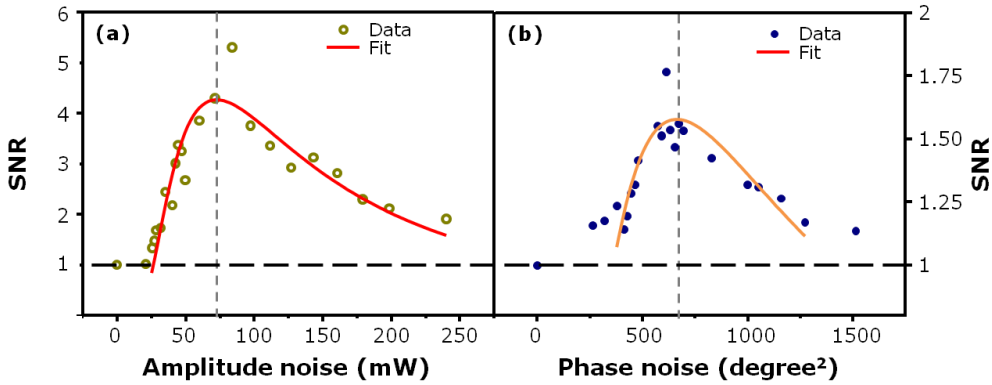 (a)
Data
Fit
SNR
6
5
4
3
2
1
0
50
100
150
200
250
Amplitude noise (mW)
(b)
Data
Fit
2
1.75
1.5
1.25
1
SNR
0
500
1000
1500
Phase noise (degree²)